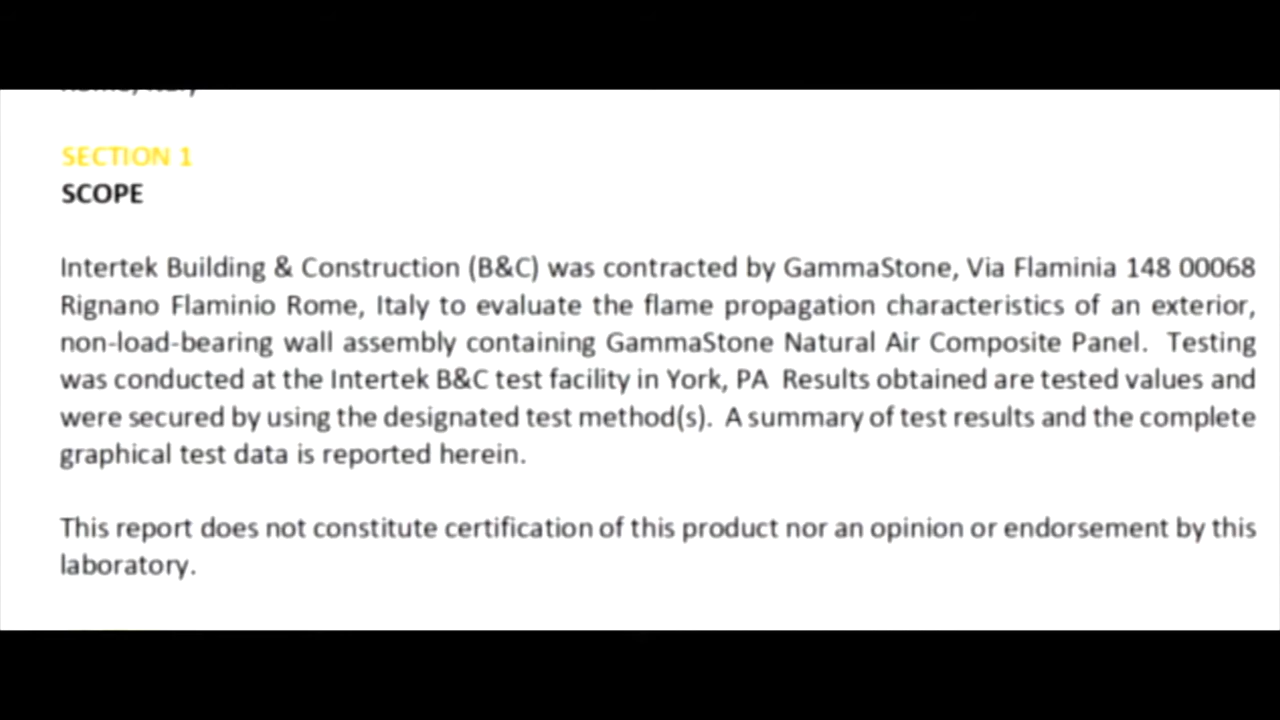 SECTION 1
SCOPE
Intertek Building & Construction (B&C) was contracted by GammaStone, Via Flaminia 148 00068
Rignano Flaminio Rome, Italy to evaluate the flame propagation characteristics of an exterior,
non-load-bearing wall assembly containing GammaStone Natural Air Composite Panel. Testing
was conducted at the Intertek B&C test facility in York, PA Results obtained are tested values and
were secured by using the designated test method(s). A summary of test results and the complete
graphical test data is reported herein.
This report does not constitute certification of this product nor an opinion or endorsement by this
laboratory.